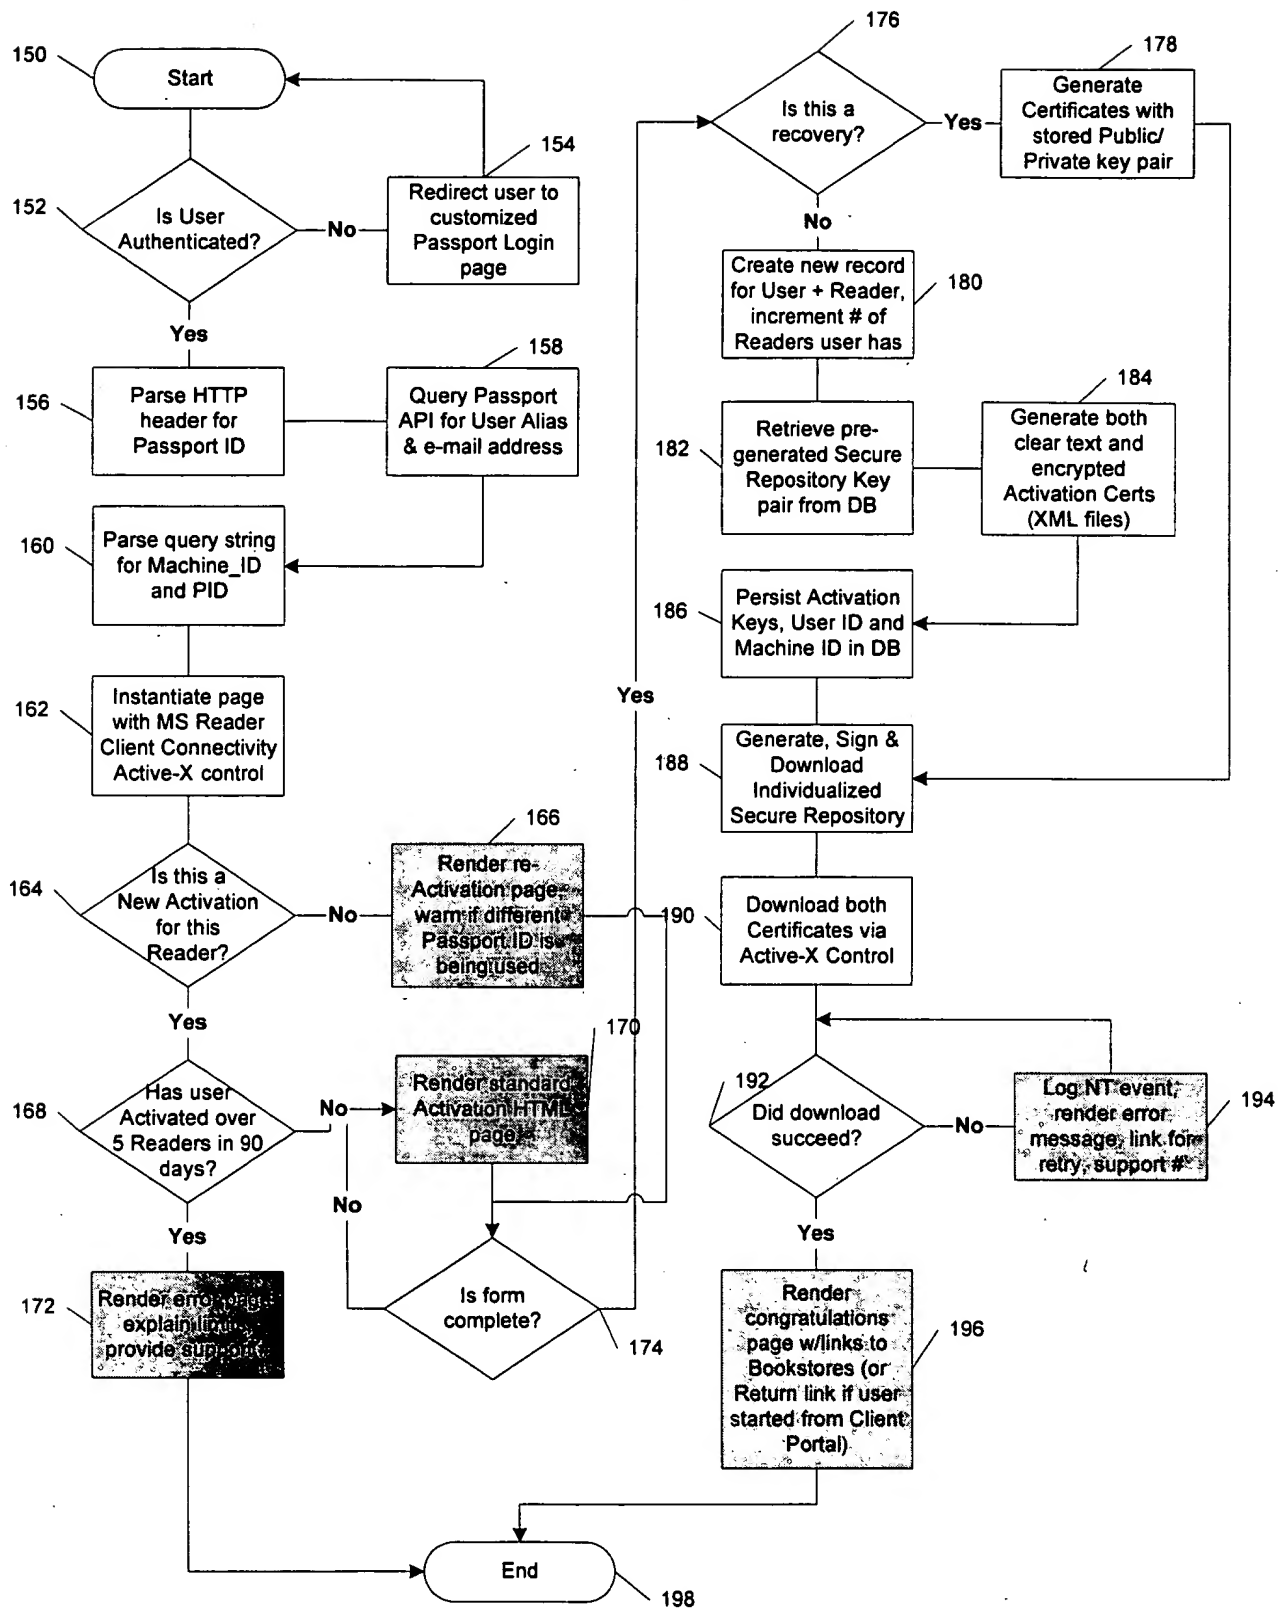 150
Start
152
Is User
Authenticated?
No
154
Redirect user to
customized
Passport Login
page
Yes
156
Parse HTTP
header for
Passport ID
158
Query Passport
API for User Alias
& e-mail address
160
Parse query string
for Machine_ID
and PID
162
Instantiate page
with MS Reader
Client Connectivity
Active-X control
164
Is this a
New Activation
for this
Reader?
No
166
Render re-
Activation page,
warn if different
Passport ID is
being used
Yes
168
Has user
Activated over
5 Readers in 90
days?
No
170
Render standard
Activation HTML
page
No
Yes
172
Render error page
explain limit
provide support
Is form
complete?
174
Yes
176
Is this a
recovery?
Yes
178
Generate
Certificates with
stored Public/
Private key pair
No
180
Create new record
for User + Reader,
increment # of
Readers user has
182
Retrieve pre-
generated Secure
Repository Key
pair from DB
184
Generate both
clear text and
encrypted
Activation Certs
(XML files)
186
Persist Activation
Keys, User ID and
Machine ID in DB
188
Generate, Sign &
Download
Individualized
Secure Repository
190
Download both
Certificates via
Active-X Control
192
Did download
succeed?
No
194
Log NT event,
render error
message, link for
retry, support #
Yes
196
Render
congratulations
page w/links to
Bookstores (or
Return link if user
started from Client
Portal)
End
198